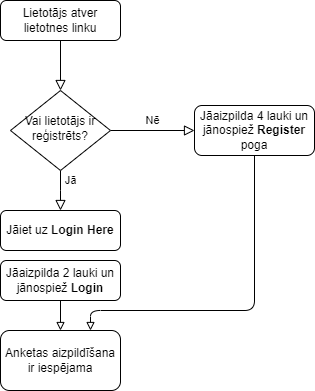 Lietotājs atver
lietotnes linku
Vai lietotājs ir
reģistrēts?
Nē
Jāaizpilda 4 lauki un
jānospiež Register
poga
Jā
Jāiet uz Login Here
Jāaizpilda 2 lauki un
jānospiež Login
Anketas aizpildīšana
ir iespējama